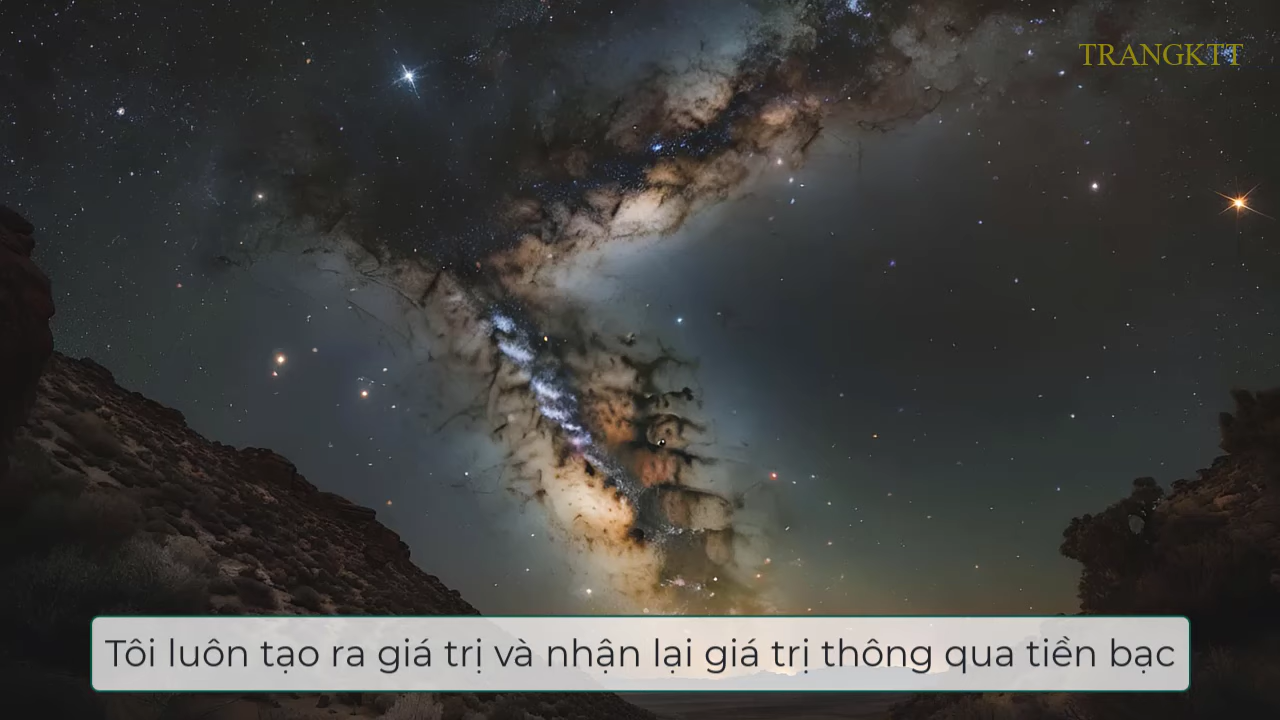 TRANGKTT
Tôi luôn tạo ra giá trị và nhận lại giá trị thông qua tiền bạc